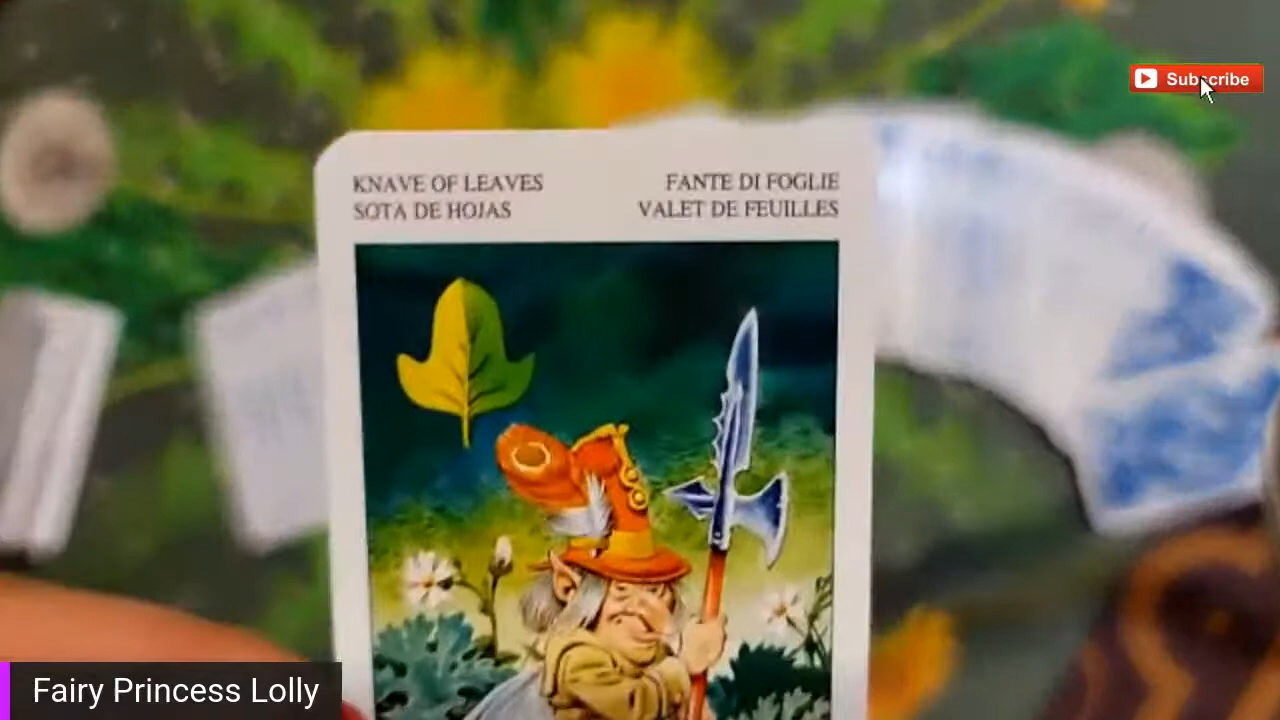 Subscribe
KNAVE OF LEAVES
SOTA DE HOJAS
FANTE DI FOGLIE
VALET DE FEUILLES
Fairy Princess Lolly